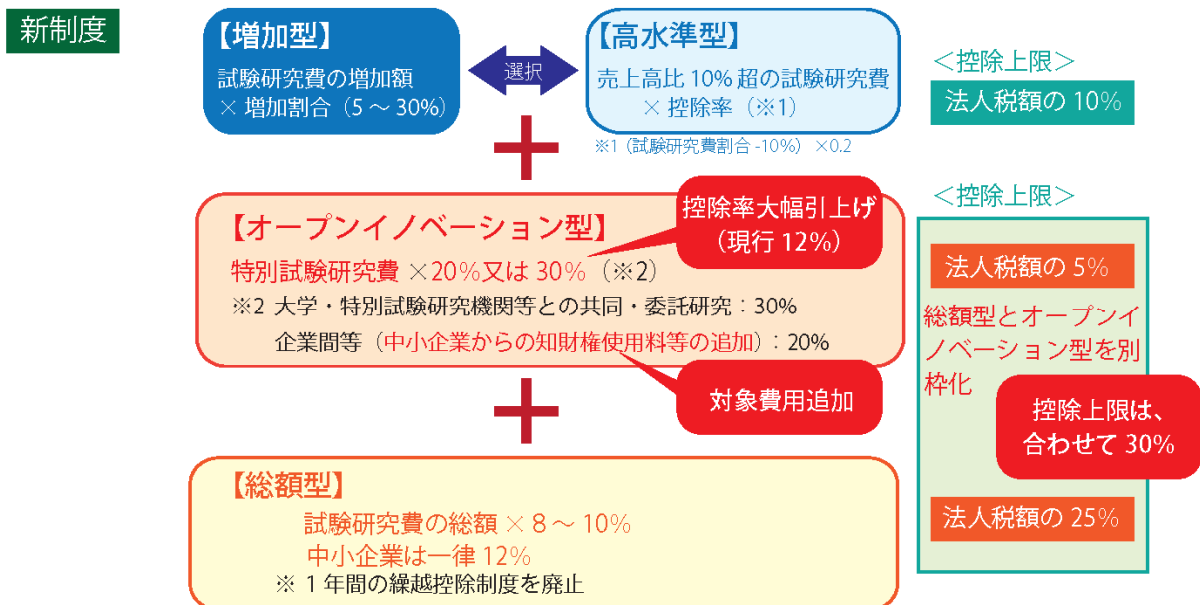 新制度
【増加型】
試験研究費の増加額
× 増加割合（5 〜 30%）
選択
【高水準型】
売上高比 10% 超の試験研究費
× 控除率（※1）
※1（試験研究費割合 -10%）×0.2
＜控除上限＞
法人税額の 10%
【オープンイノベーション型】
特別試験研究費 ×20% 又は 30%（※2）
※2 大学・特別試験研究機関等との共同・委託研究：30%
企業間等（中小企業からの知財権使用料等の追加）：20%
控除率大幅引上げ
（現行 12%）
対象費用追加
＜控除上限＞
法人税額の 5%
総額型とオープンイ
ノベーション型を別
枠化
控除上限は、
合わせて 30%
法人税額の 25%
【総額型】
試験研究費の総額 × 8 〜 10%
中小企業は一律 12%
※ 1 年間の繰越控除制度を廃止